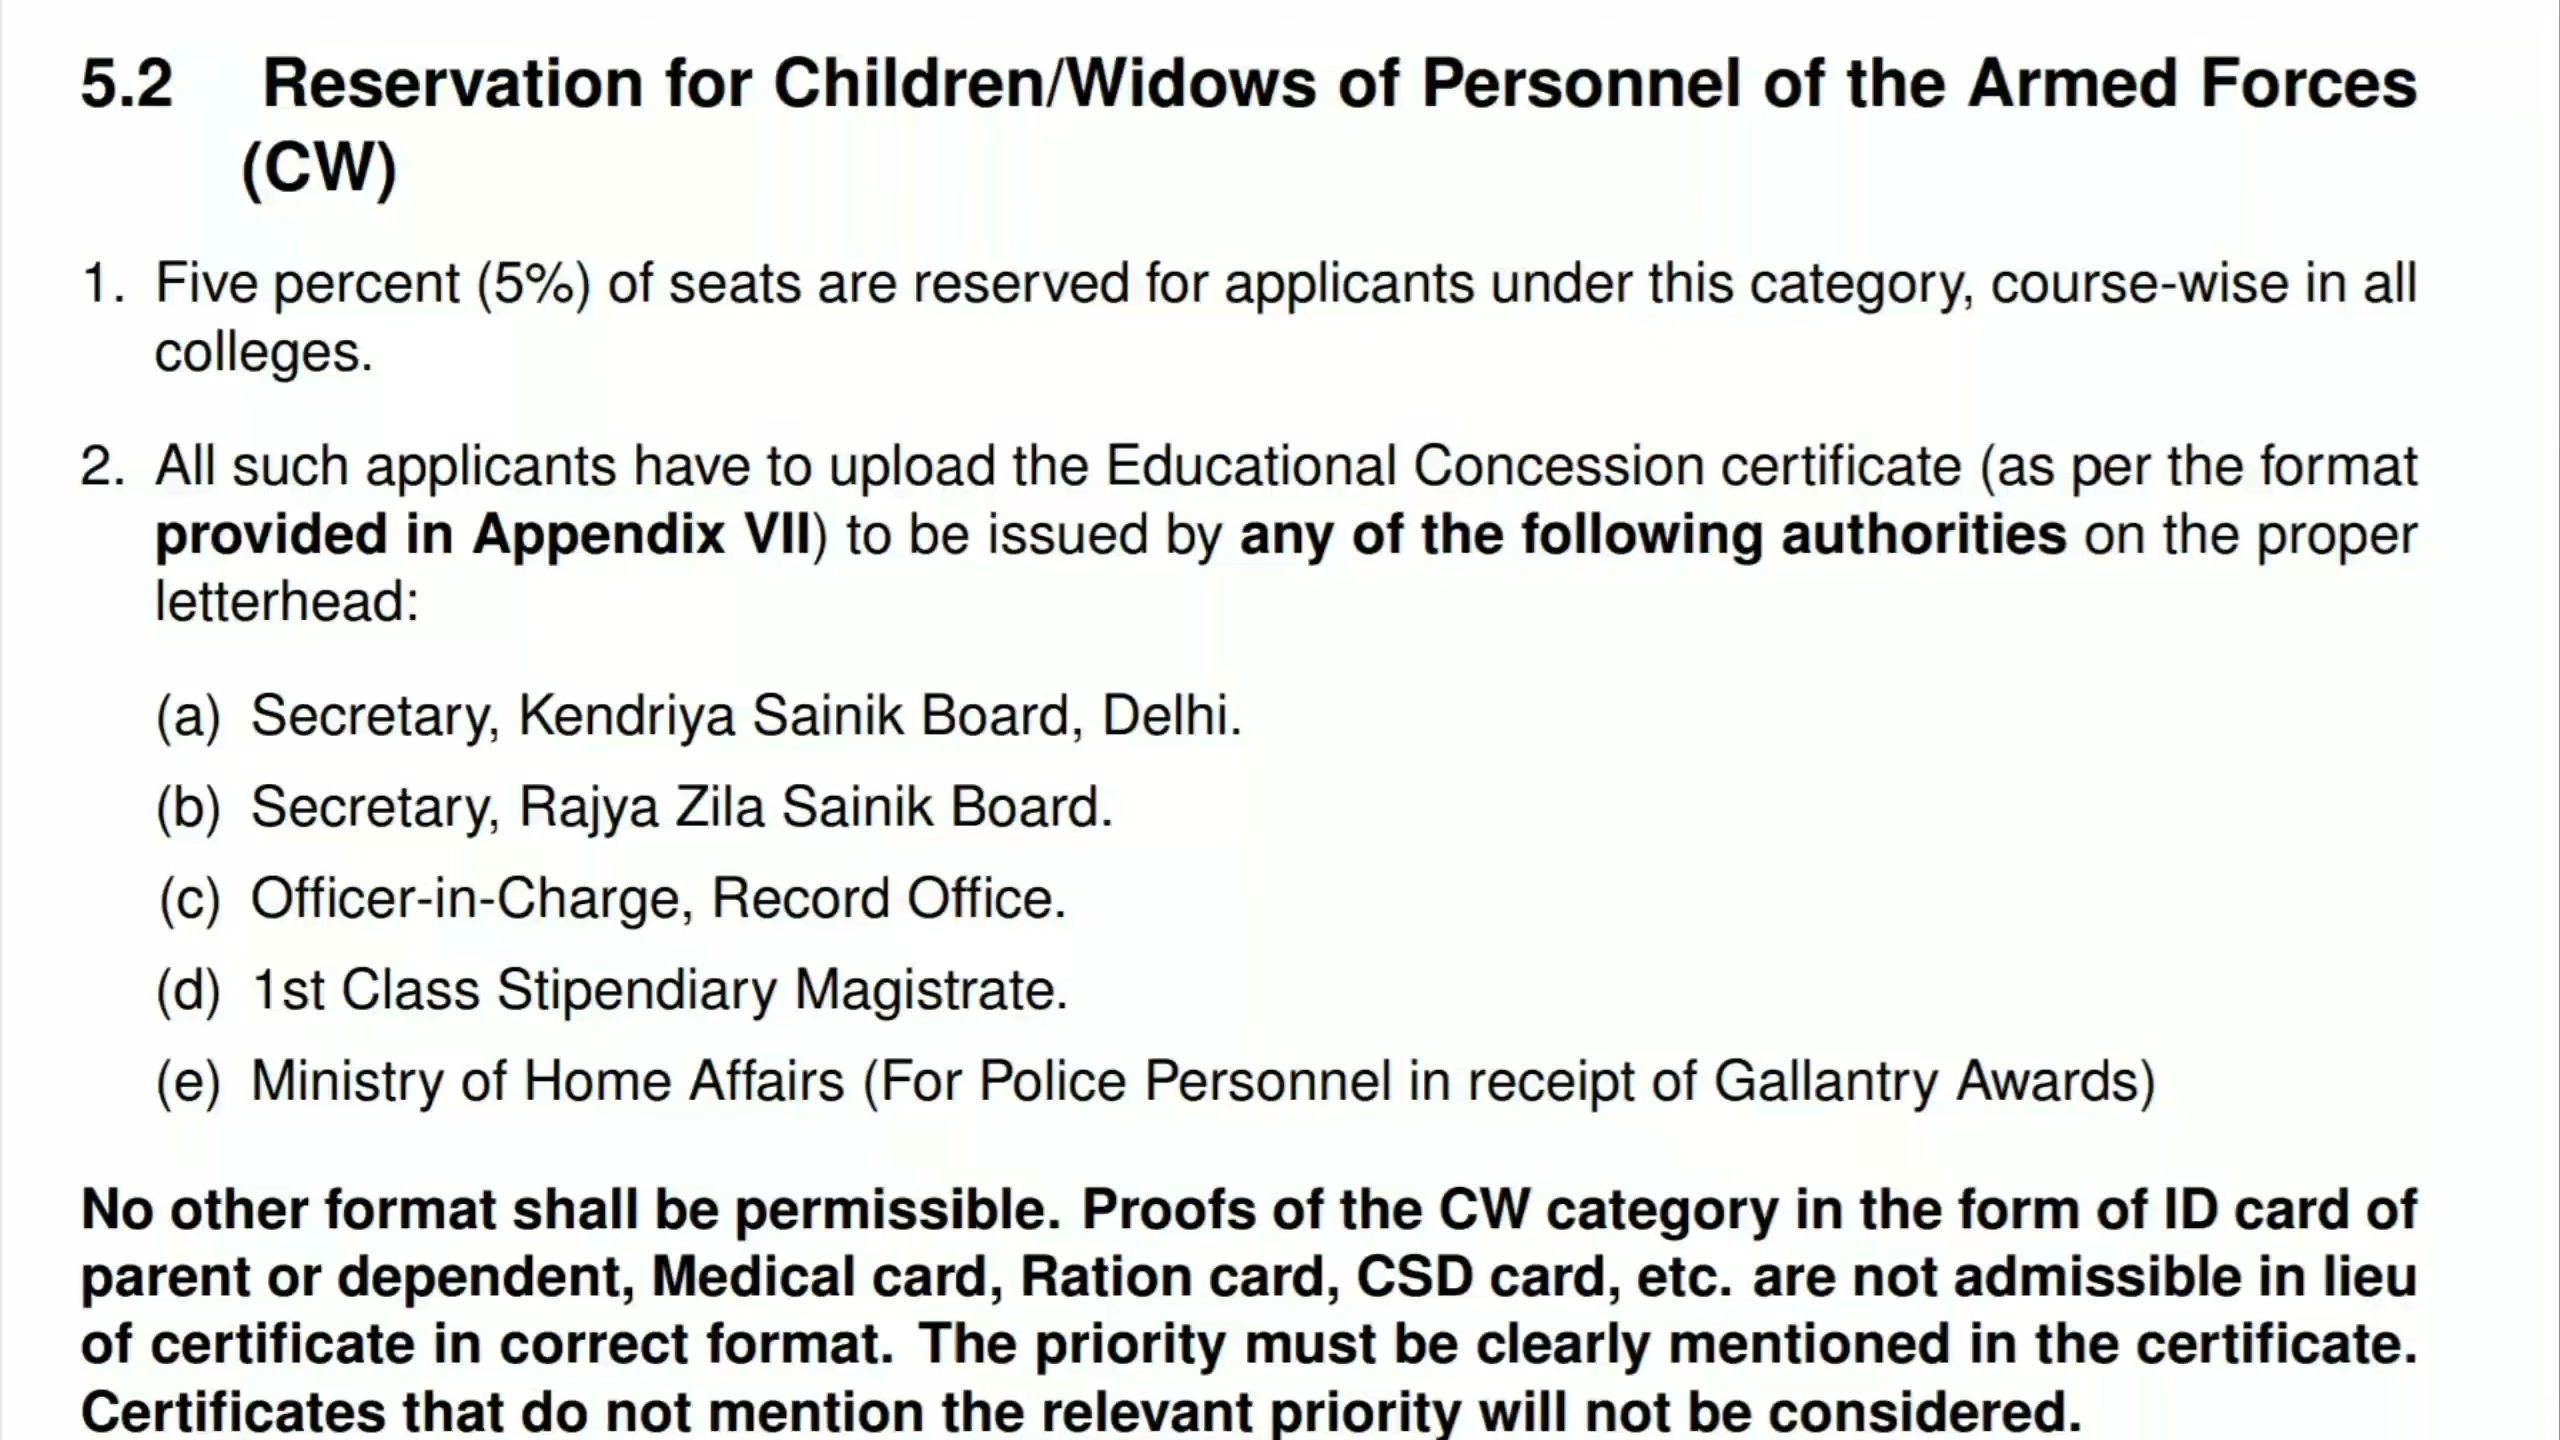 5.2 Reservation for Children/Widows of Personnel of the Armed Forces
(CW)
1. Five percent (5%) of seats are reserved for applicants under this category, course-wise in all
colleges.
2. All such applicants have to upload the Educational Concession certificate (as per the format
provided in Appendix VII) to be issued by any of the following authorities on the proper
letterhead:
(a) Secretary, Kendriya Sainik Board, Delhi.
(b) Secretary, Rajya Zila Sainik Board.
(c) Officer-in-Charge, Record Office.
(d) 1st Class Stipendiary Magistrate.
(e) Ministry of Home Affairs (For Police Personnel in receipt of Gallantry Awards)
No other format shall be permissible. Proofs of the CW category in the form of ID card of
parent or dependent, Medical card, Ration card, CSD card, etc. are not admissible in lieu
of certificate in correct format. The priority must be clearly mentioned in the certificate.
Certificates that do not mention the relevant priority will not be considered.